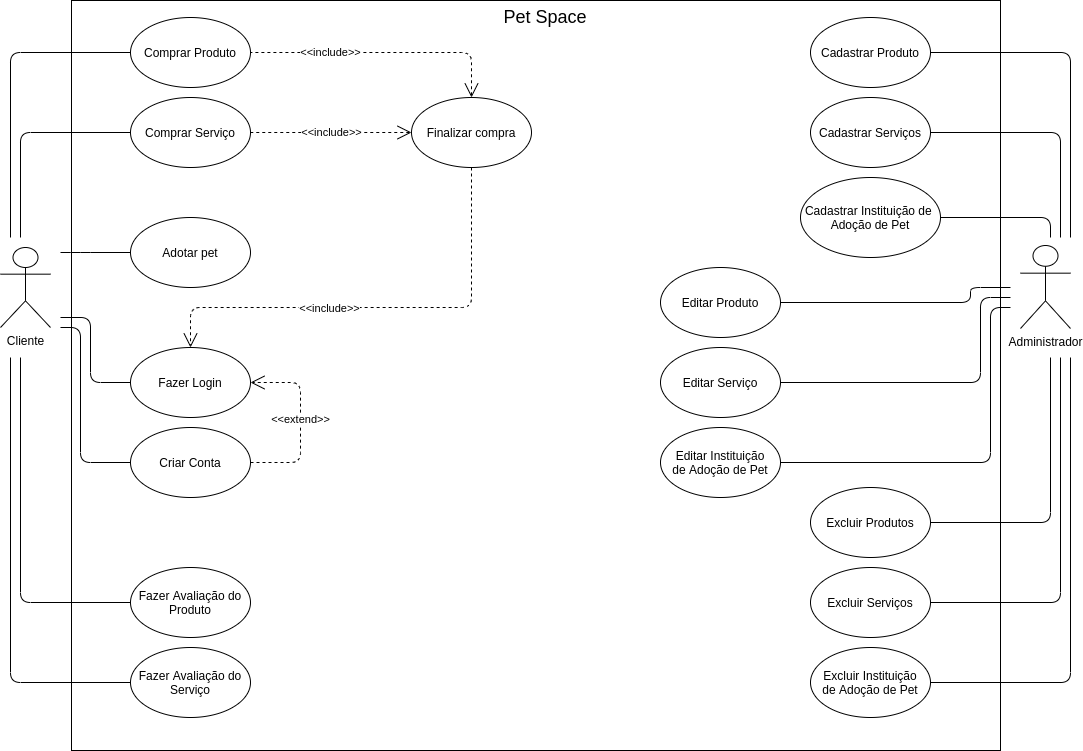 Pet Space
Comprar Produto
<<include>>
Cadastrar Produto
Comprar Serviço
<<include>>
Finalizar compra
Cadastrar Serviços
Cadastrar Instituição de
Adoção de Pet
Adotar pet
Cliente
Administrador
Editar Produto
<<include>>
Fazer Login
Editar Serviço
<<extend>>
Criar Conta
Editar Instituição
de Adoção de Pet
Excluir Produtos
Fazer Avaliação do
Produto
Excluir Serviços
Fazer Avaliação do
Serviço
Excluir Instituição
de Adoção de Pet